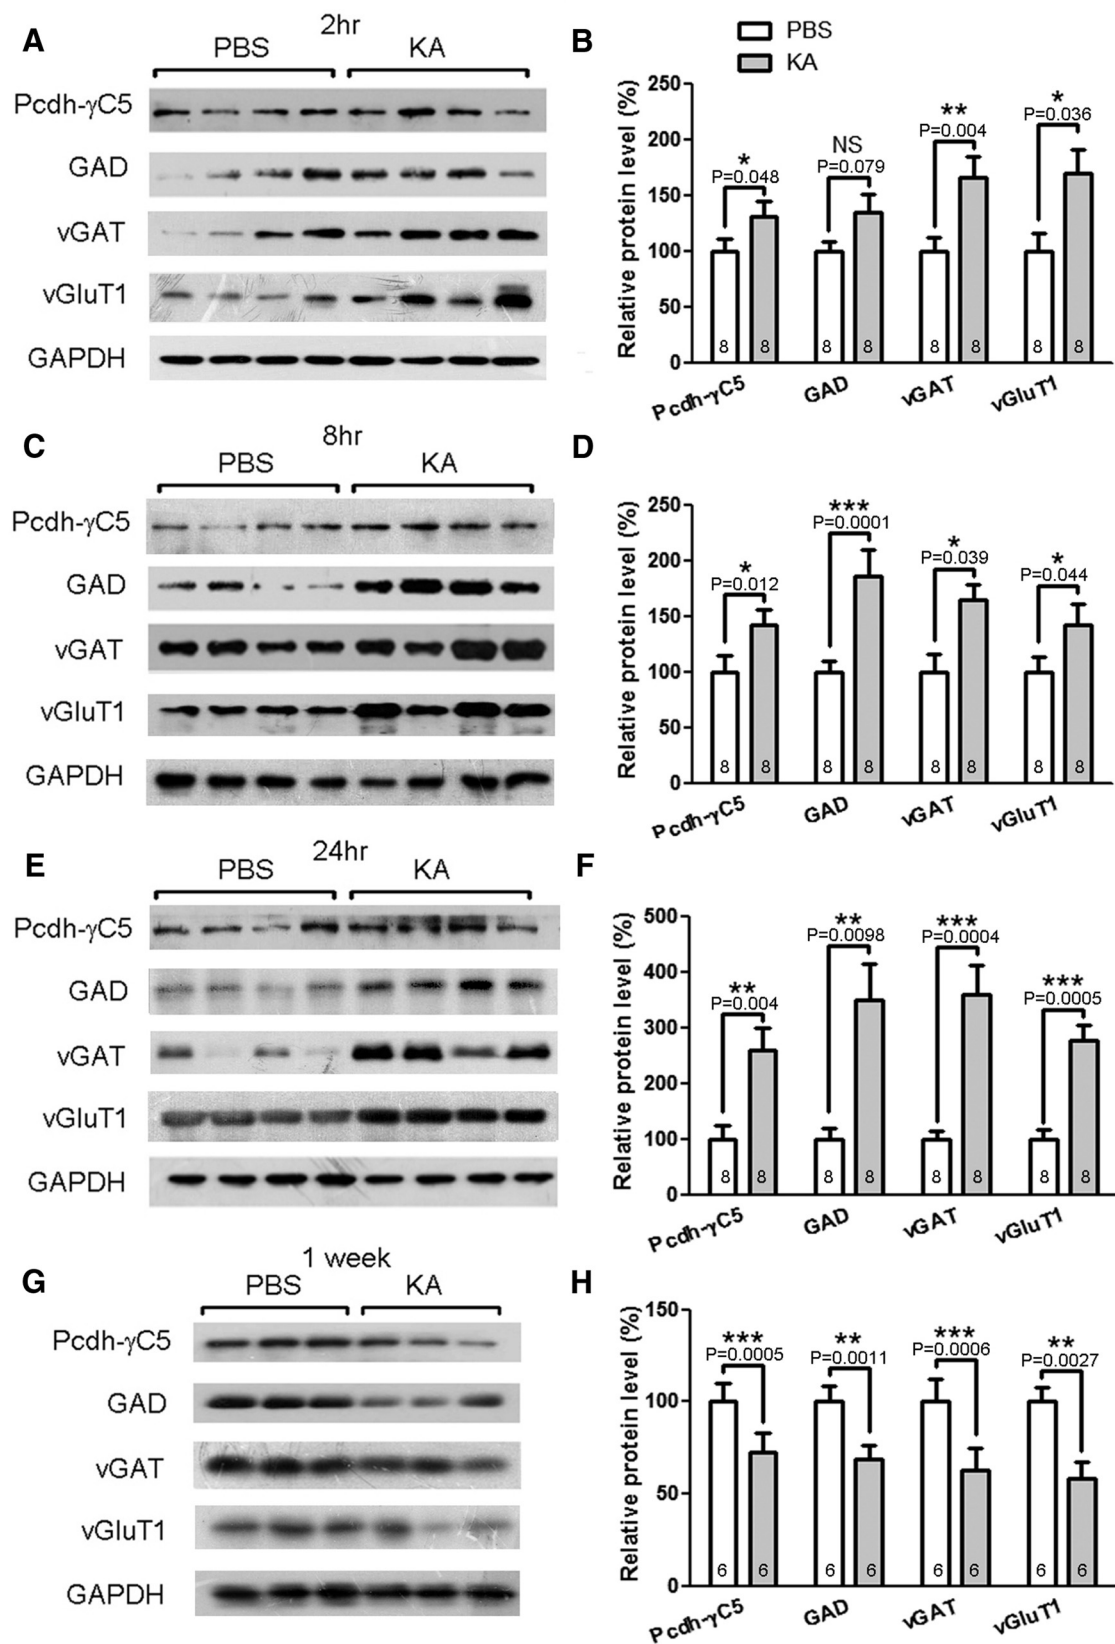 A
2hr
PBS KA
Pcdh-γC5
GAD
vGAT
vGluT1
GAPDH
B
PBS
KA
Relative protein level (%)
250
200
150
100
50
0
*
P=0.048
NS
P=0.079
**
P=0.004
*
P=0.036
8 8 8 8 8 8 8 8
Pcdh-γC5 GAD vGAT vGluT1
C
8hr
PBS KA
Pcdh-γC5
GAD
vGAT
vGluT1
GAPDH
D
Relative protein level (%)
250
200
150
100
50
0
*
P=0.012
***
P=0.0001
*
P=0.039
*
P=0.044
8 8 8 8 8 8 8 8
Pcdh-γC5 GAD vGAT vGluT1
E
24hr
PBS KA
Pcdh-γC5
GAD
vGAT
vGluT1
GAPDH
F
Relative protein level (%)
500
400
300
200
100
0
**
P=0.004
**
P=0.0098
***
P=0.0004
***
P=0.0005
8 8 8 8 8 8 8 8
Pcdh-γC5 GAD vGAT vGluT1
G
1 week
PBS KA
Pcdh-γC5
GAD
vGAT
vGluT1
GAPDH
H
Relative protein level (%)
150
100
50
0
***
P=0.0005
**
P=0.0011
***
P=0.0006
**
P=0.0027
6 6 6 6 6 6 6 6
Pcdh-γC5 GAD vGAT vGluT1